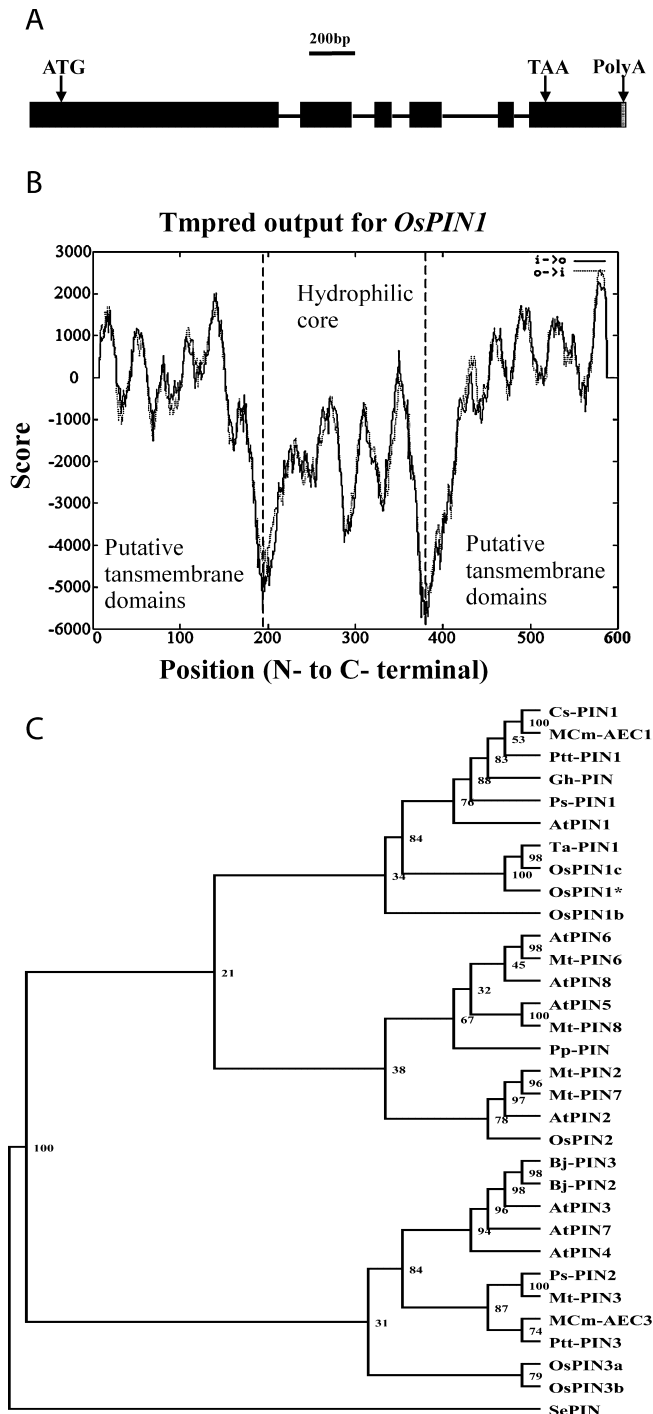 A
200bp
ATG
TAA
PolyA
B
Tmpred output for OsPIN1
3000
2000
1000
0
-1000
-2000
-3000
-4000
-5000
-6000
Score
i->o
o->i
Hydrophilic
core
Putative
tansmembrane
domains
Putative
tansmembrane
domains
0
100
200
300
400
500
600
Position (N- to C- terminal)
C
Cs-PIN1
100
MCm-AEC1
53
Ptt-PIN1
83
Gh-PIN
88
Ps-PIN1
76
AtPIN1
84
Ta-PIN1
98
OsPIN1c
100
34
OsPIN1*
OsPIN1b
AtPIN6
98
Mt-PIN6
45
21
AtPIN8
32
AtPIN5
100
67
Mt-PIN8
Pp-PIN
38
Mt-PIN2
96
Mt-PIN7
97
AtPIN2
78
OsPIN2
100
Bj-PIN3
98
Bj-PIN2
98
AtPIN3
96
AtPIN7
94
AtPIN4
84
Ps-PIN2
100
Mt-PIN3
87
MCm-AEC3
31
74
Ptt-PIN3
OsPIN3a
79
OsPIN3b
SePIN